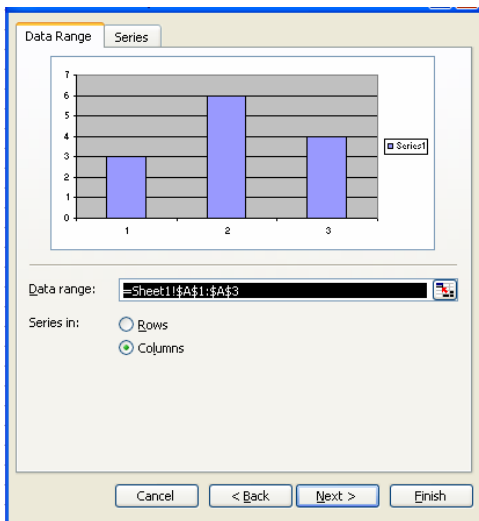 Data Range Series
7
6
5
4
3
2
1
0
1 2 3
Series1
Data range: =Sheet1!$A$1:$A$3
Series in: Rows
Columns
Cancel < Back Next > Finish